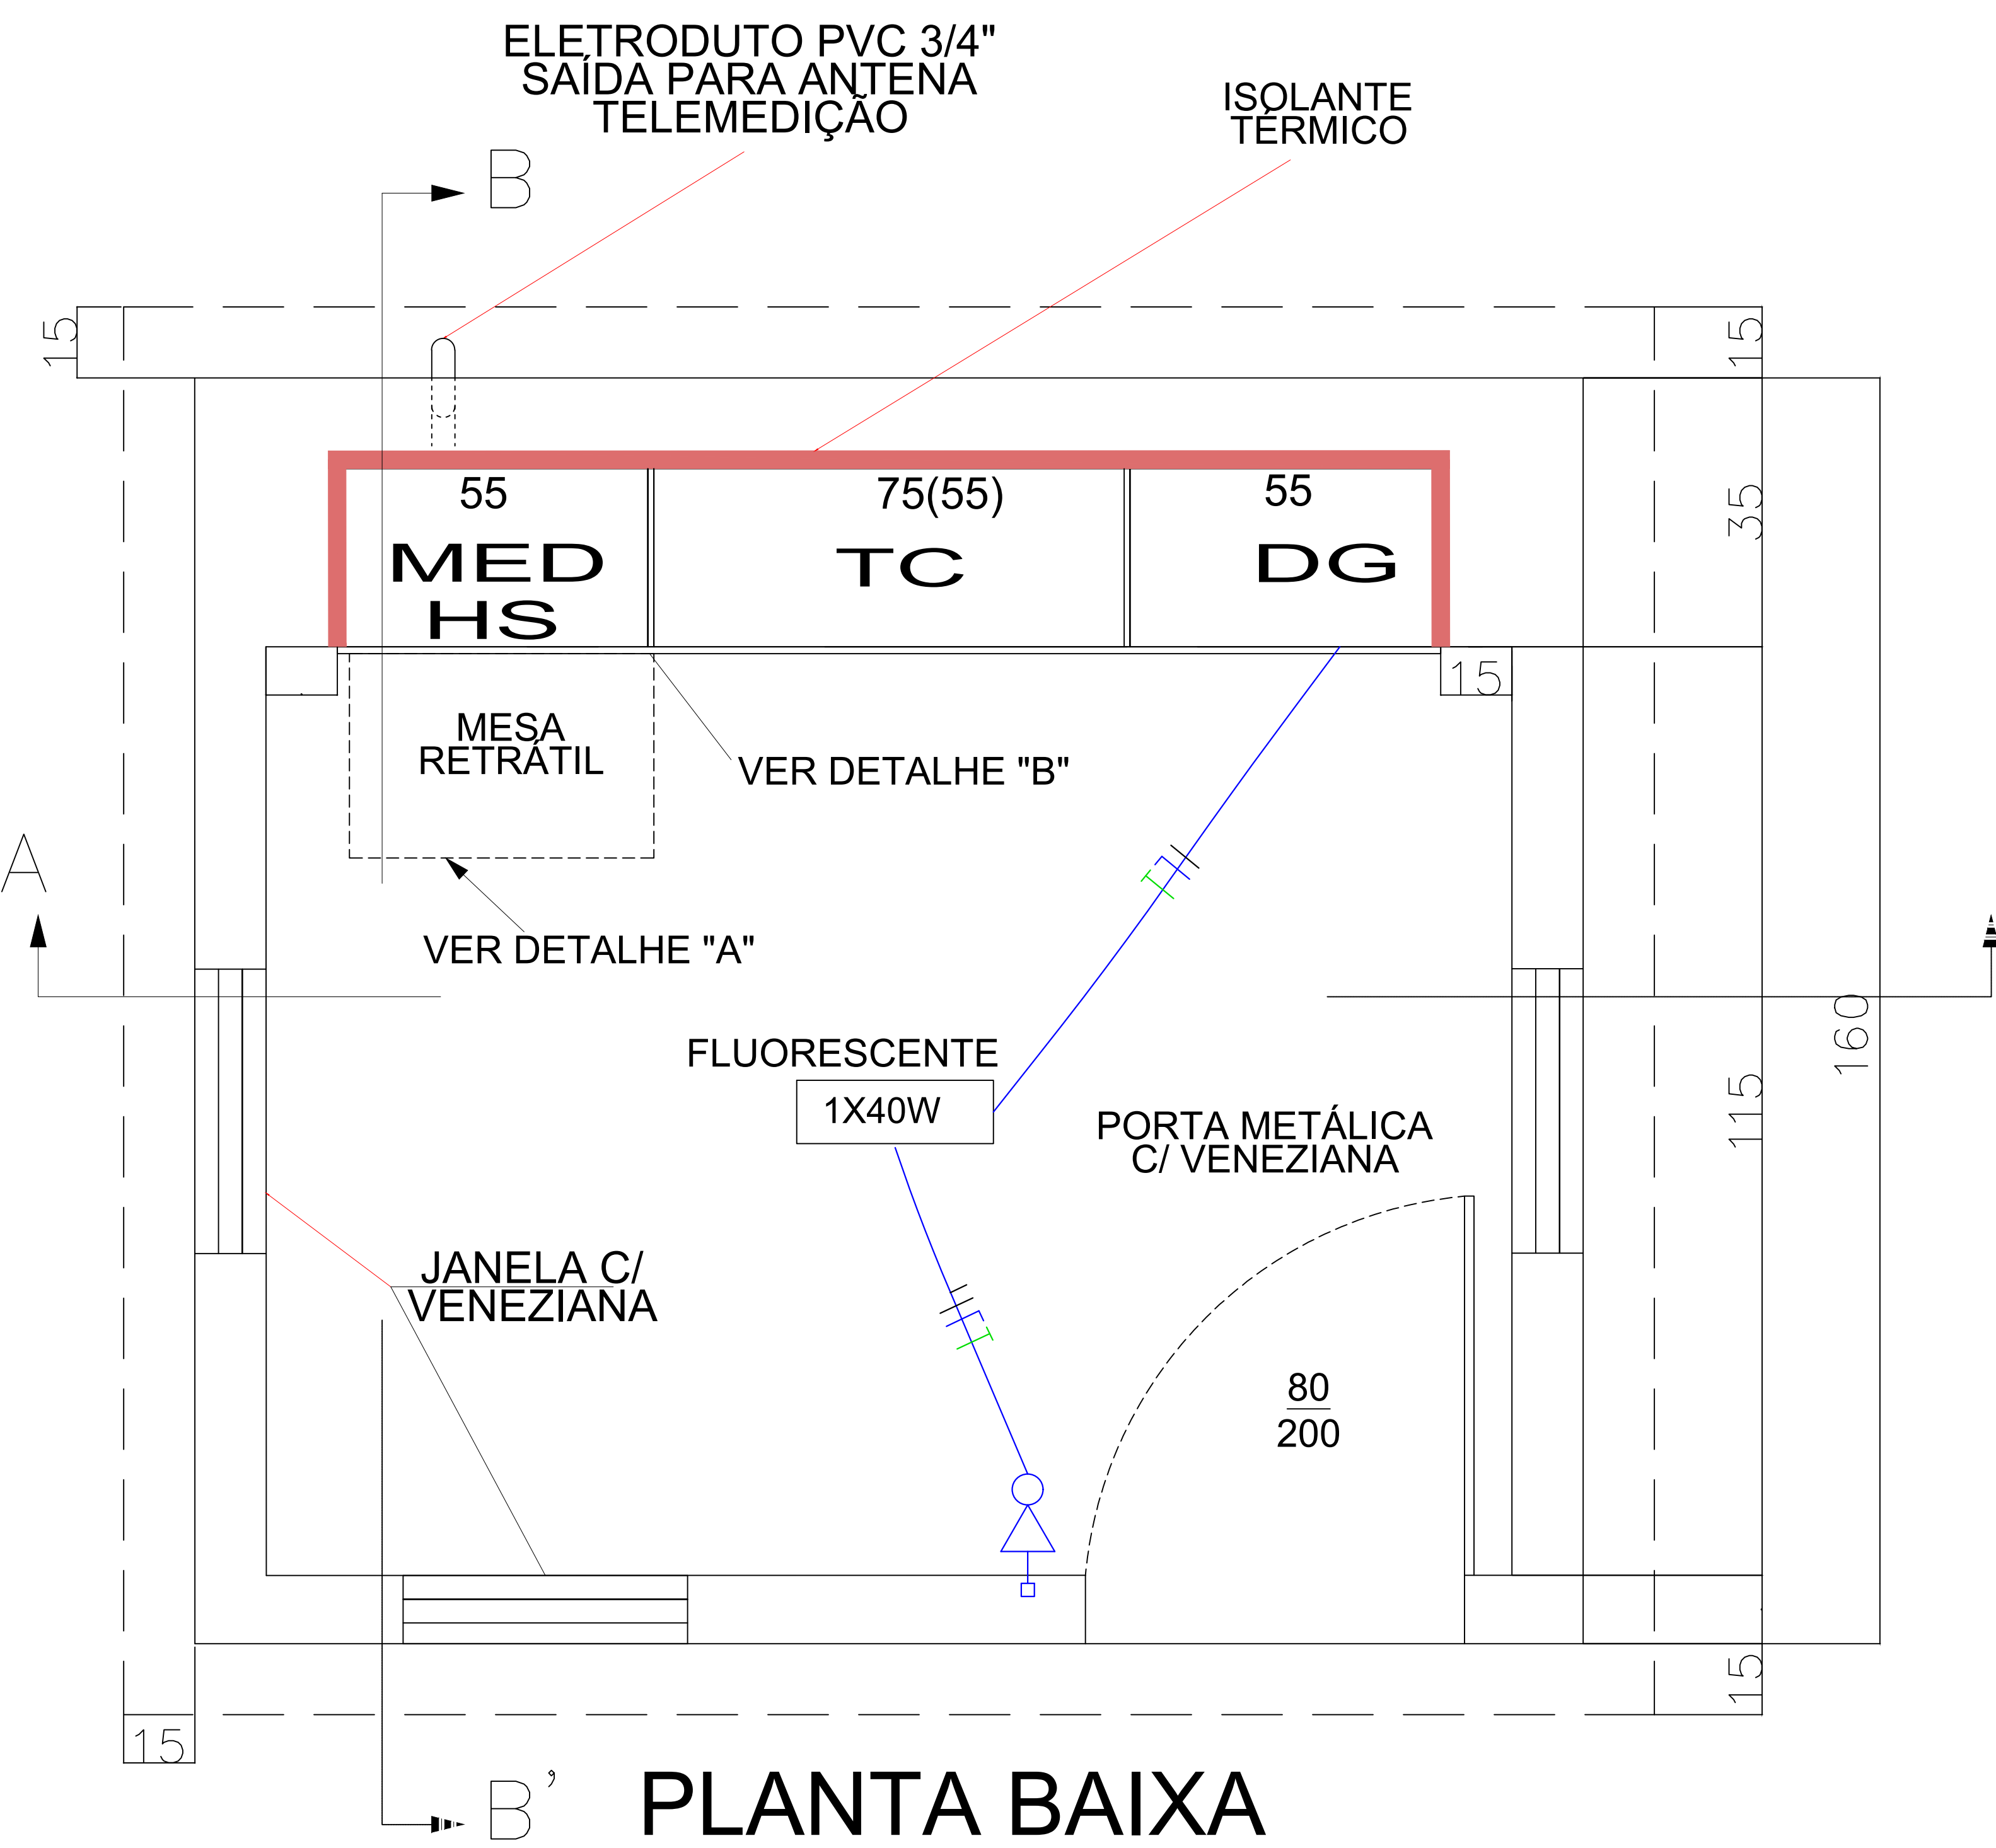 ELETRODUTO PVC 3/4"
SAÍDA PARA ANTENA
TELEMEDIÇÃO
ISOLANTE
TÉRMICO
B
15
15
55
75(55)
55
35
MED
HS
TC
DG
15
MESA
RETRÁTIL
VER DETALHE "B"
A
VER DETALHE "A"
160
FLUORESCENTE
1X40W
PORTA METÁLICA
C/ VENEZIANA
115
JANELA C/
VENEZIANA
80
200
15
15
B'
PLANTA BAIXA